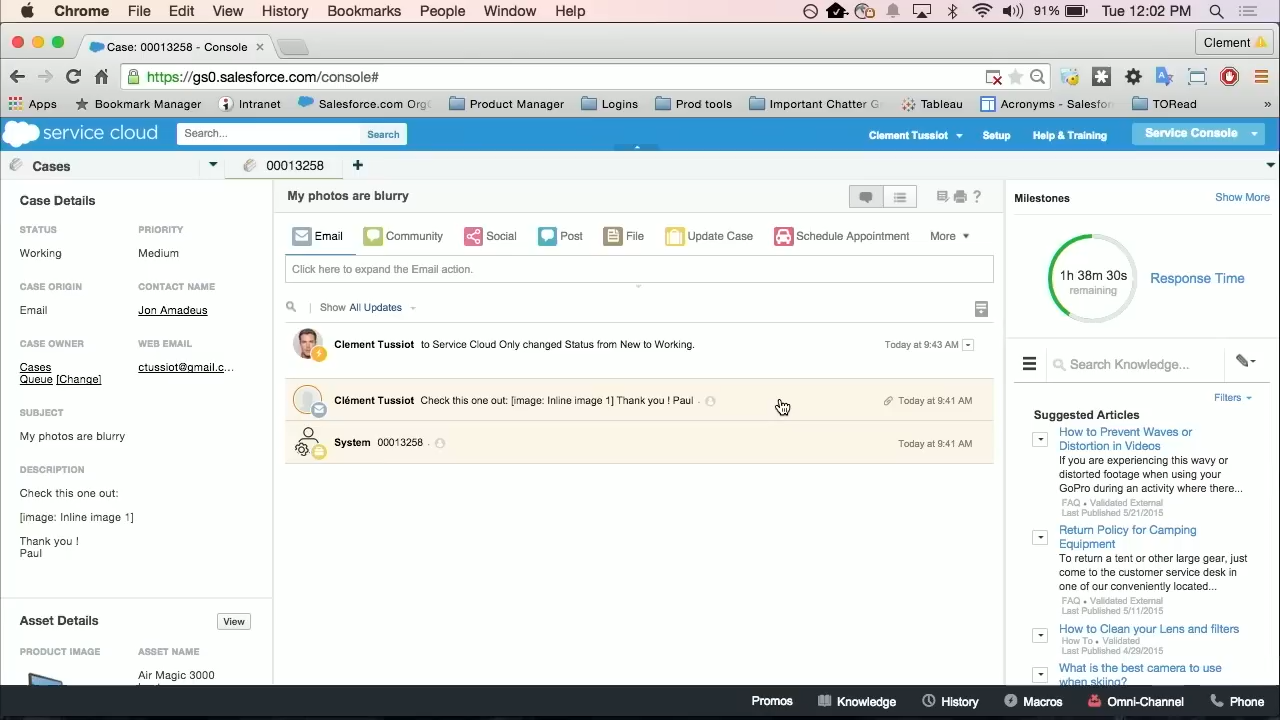 Chrome File Edit View History Bookmarks People Window Help 91% Tue 12:02 PM
Case: 00013258 - Console
Clement
https://gs0.salesforce.com/console#
Apps Bookmark Manager Intranet Salesforce.com Org Product Manager Logins Prod tools Important Chatter G Tableau Acronyms - Salesfor TORead »
service cloud Search... Search Clement Tussiot Setup Help & Training Service Console
Cases 00013258
Case Details
STATUS PRIORITY
Working Medium
CASE ORIGIN CONTACT NAME
Email Jon Amadeus
CASE OWNER WEB EMAIL
Cases ctussiot@gmail.c...
Queue [Change]
SUBJECT
My photos are blurry
DESCRIPTION
Check this one out:
[image: Inline image 1]
Thank you !
Paul
Asset Details View
PRODUCT IMAGE ASSET NAME
Air Magic 3000
My photos are blurry
Email Community Social Post File Update Case Schedule Appointment More
Click here to expand the Email action.
Show All Updates
Clement Tussiot to Service Cloud Only changed Status from New to Working. Today at 9:43 AM
Clément Tussiot Check this one out: [image: Inline image 1] Thank you ! Paul Today at 9:41 AM
System 00013258 Today at 9:41 AM
Milestones Show More
1h 38m 30s
remaining
Response Time
Search Knowledge...
Filters
Suggested Articles
How to Prevent Waves or
Distortion in Videos
If you are experiencing this wavy or
distorted footage when using your
GoPro during an activity where there...
FAQ • Validated External
Last Published 5/21/2015
Return Policy for Camping
Equipment
To return a tent or other large gear, just
come to the customer service desk in
one of our conveniently located...
FAQ • Validated External
Last Published 5/11/2015
How to Clean your Lens and filters
How To • Validated
Last Published 4/29/2015
What is the best camera to use
when skiing?
Promos Knowledge History Macros Omni-Channel Phone